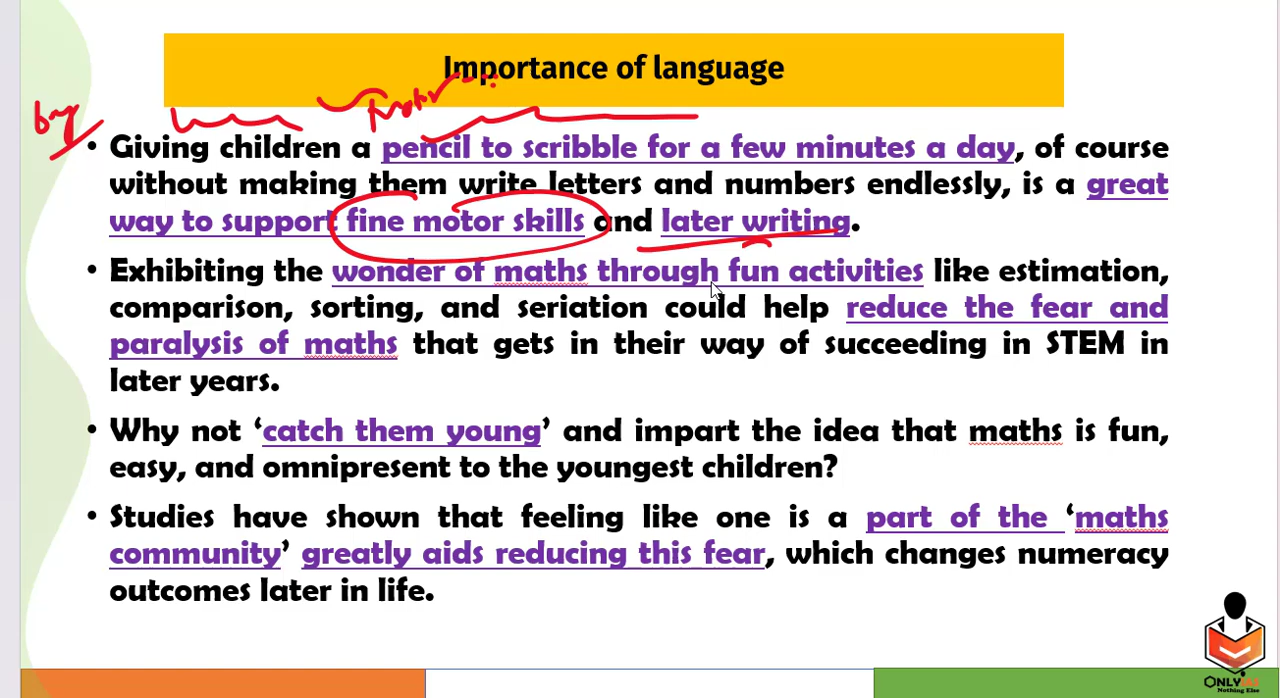 Importance of language
by
Motor
• Giving children a pencil to scribble for a few minutes a day, of course
without making them write letters and numbers endlessly, is a great
way to support fine motor skills and later writing.
• Exhibiting the wonder of maths through fun activities like estimation,
comparison, sorting, and seriation could help reduce the fear and
paralysis of maths that gets in their way of succeeding in STEM in
later years.
• Why not ‘catch them young’ and impart the idea that maths is fun,
easy, and omnipresent to the youngest children?
• Studies have shown that feeling like one is a part of the ‘maths
community’ greatly aids reducing this fear, which changes numeracy
outcomes later in life.
ONLYIAS
Nothing Else